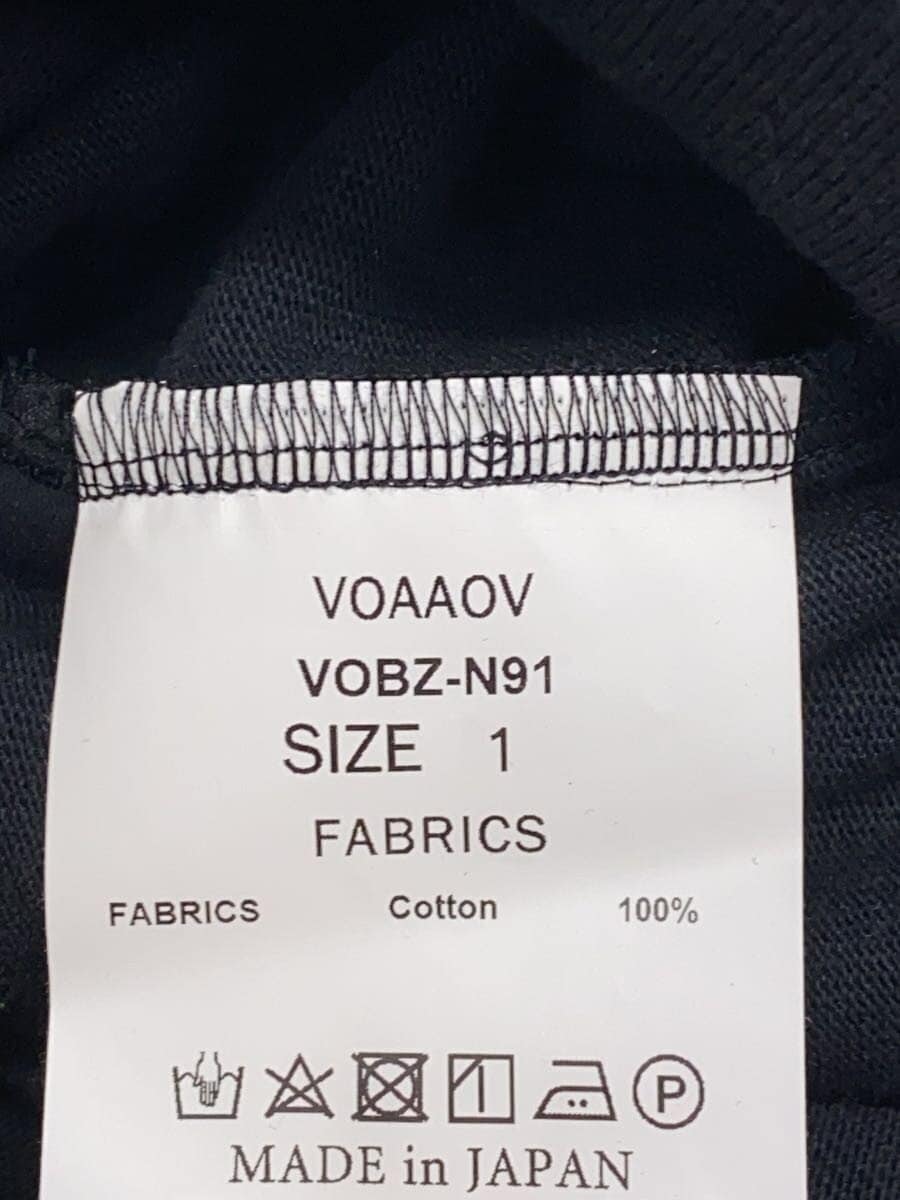 VOAAOV
VOBZ-N91
SIZE 1
FABRICS
FABRICS Cotton 100%
P
MADE in JAPAN